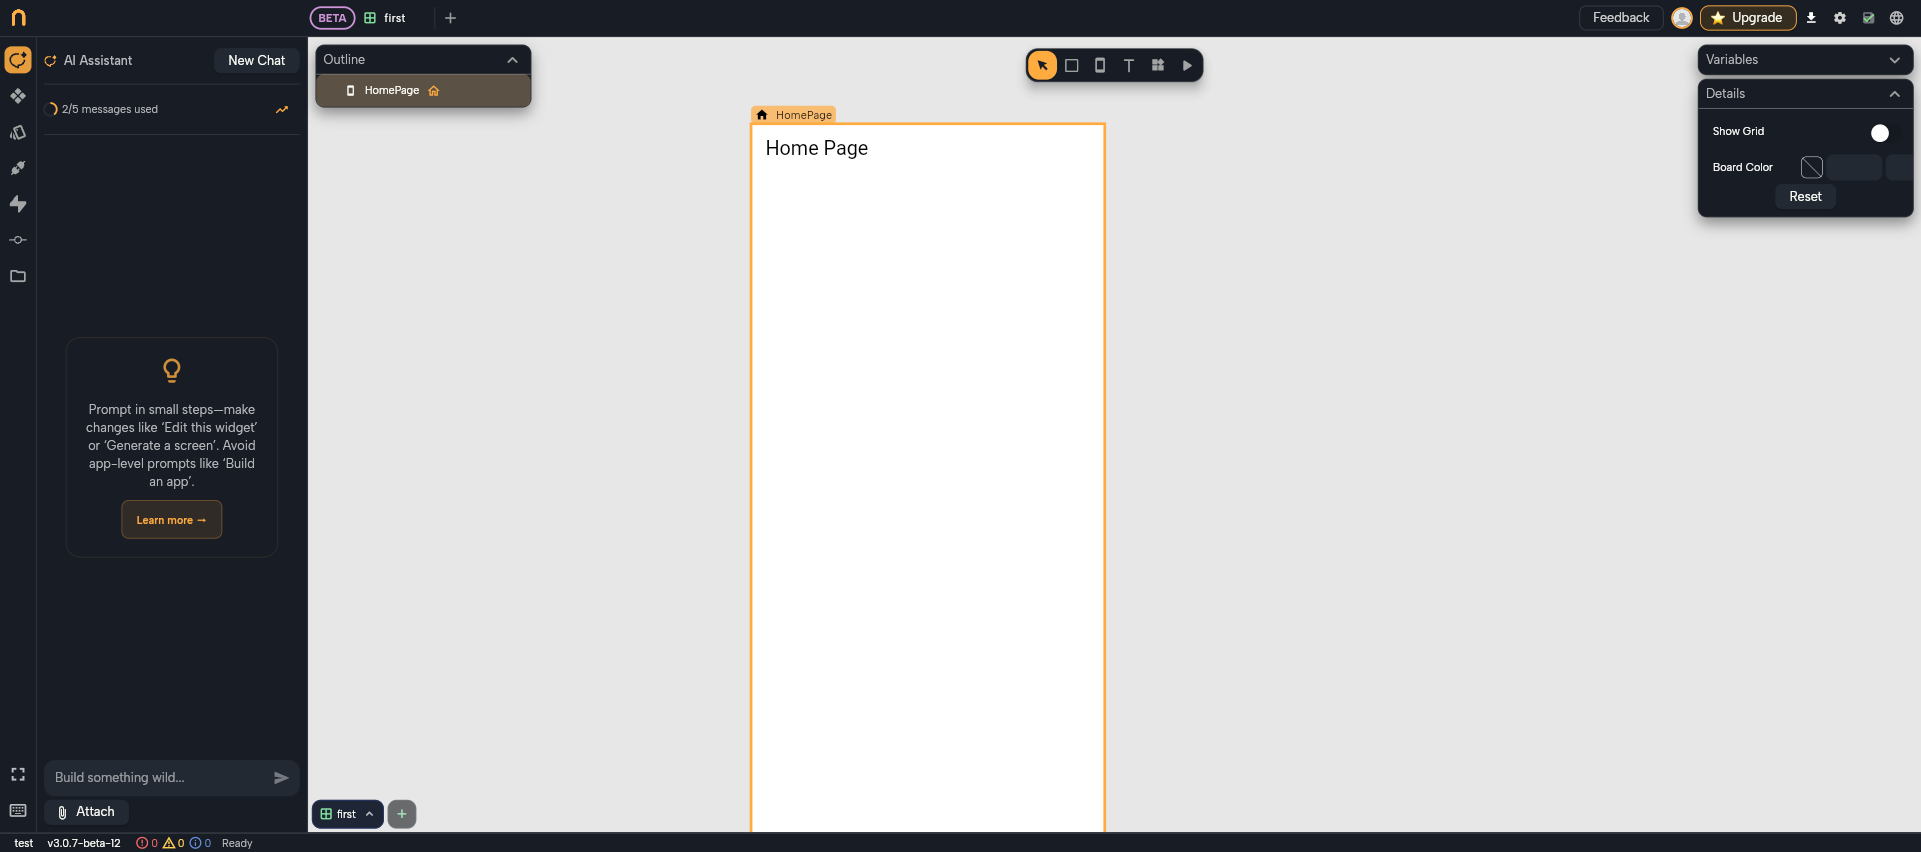 BETA
first
Feedback
Upgrade
AI Assistant
New Chat
2/5 messages used
Prompt in small steps—make
changes like ‘Edit this widget’
or ‘Generate a screen’. Avoid
app-level prompts like ‘Build
an app’.
Learn more →
Build something wild...
Attach
Outline
HomePage
HomePage
Home Page
Variables
Details
Show Grid
Board Color
Reset
first
test
v3.0.7-beta-12
0
0
0
Ready